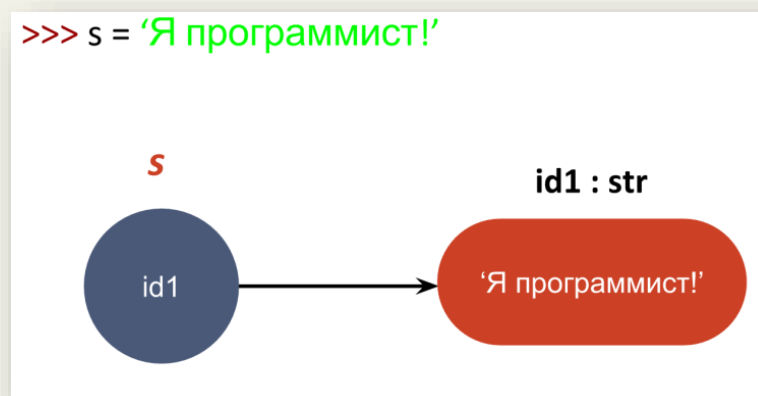 >>> s = ‘Я программист!’
s
id1 : str
id1
‘Я программист!’